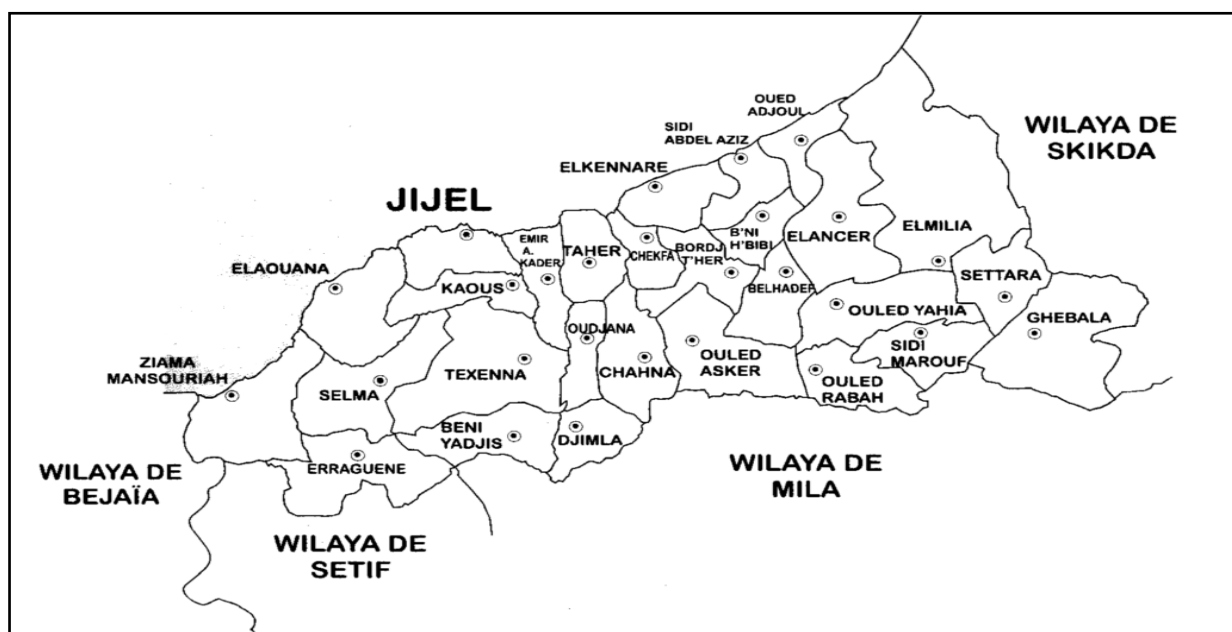 OUED
ADJOUL
SIDI
ABDEL AZIZ
WILAYA DE
SKIKDA
ELKENNARE
JIJEL
EMIR
A.
KADER
TAHER
CHEKFA
BORDJ
T'HER
B'NI
H'BIBI
ELANCER
ELMILIA
ELAOUANA
KAOUS
BELHADEF
SETTARA
OULED YAHIA
GHEBALA
OUDJANA
SIDI
MAROUF
ZIAMA
MANSOURIAH
SELMA
TEXENNA
CHAHNA
OULED
ASKER
OULED
RABAH
BENI
YADJIS
DJIMLA
ERRAGUENE
WILAYA DE
BEJAÏA
WILAYA DE
MILA
WILAYA DE
SETIF